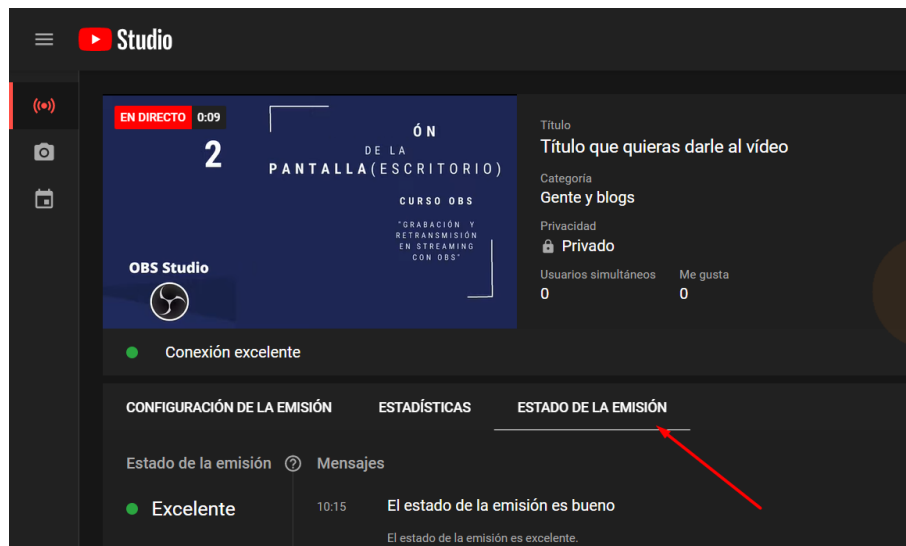 Studio
EN DIRECTO 0:09
2
ÓN
DE LA
PANTALLA(ESCRITORIO)
CURSO OBS
"GRABACIÓN Y
RETRANSMISIÓN
EN STREAMING
CON OBS"
OBS Studio
Título
Título que quieras darle al vídeo
Categoría
Gente y blogs
Privacidad
Privado
Usuarios simultáneos Me gusta
0 0
Conexión excelente
CONFIGURACIÓN DE LA EMISIÓN ESTADÍSTICAS ESTADO DE LA EMISIÓN
Estado de la emisión ? Mensajes
Excelente 10:15 El estado de la emisión es bueno
El estado de la emisión es excelente.